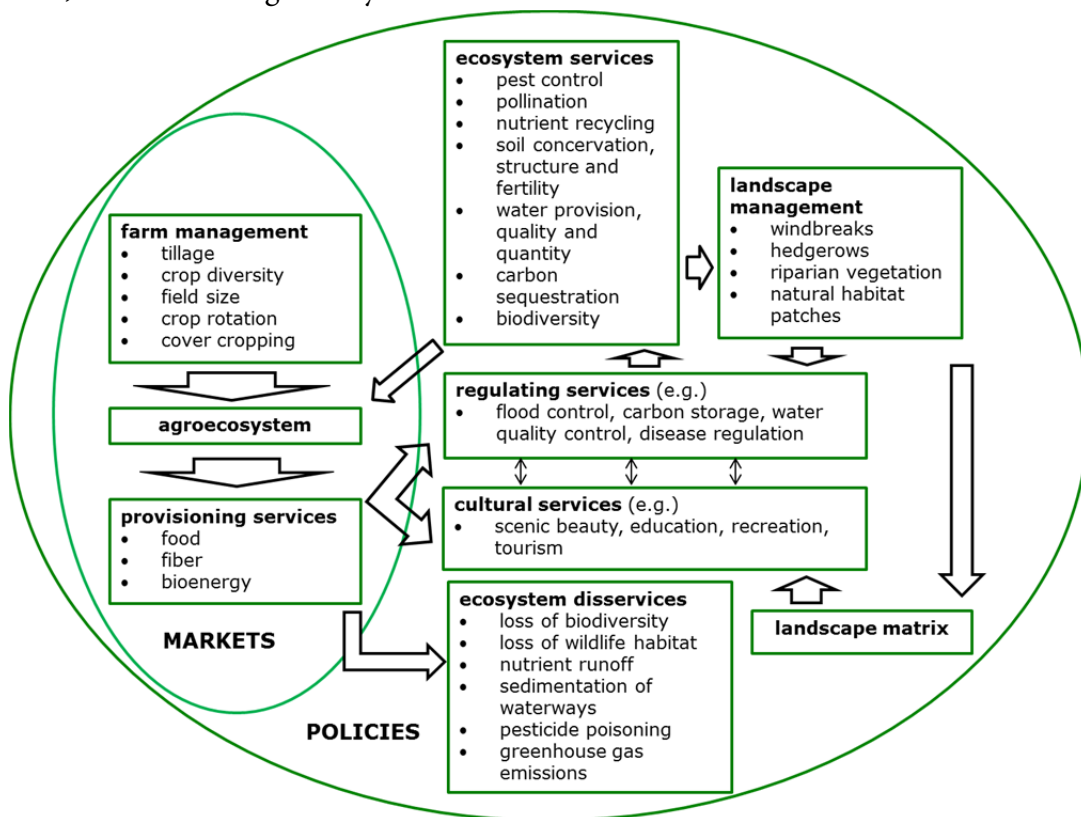 ecosystem services
• pest control
• pollination
• nutrient recycling
• soil concervation,
structure and
fertility
• water provision,
quality and
quantity
• carbon
sequestration
• biodiversity
landscape
management
• windbreaks
• hedgerows
• riparian vegetation
• natural habitat
patches
farm management
• tillage
• crop diversity
• field size
• crop rotation
• cover cropping
agroecosystem
regulating services (e.g.)
• flood control, carbon storage, water
quality control, disease regulation
provisioning services
• food
• fiber
• bioenergy
cultural services (e.g.)
• scenic beauty, education, recreation,
tourism
ecosystem disservices
• loss of biodiversity
• loss of wildlife habitat
• nutrient runoff
• sedimentation of
waterways
• pesticide poisoning
• greenhouse gas
emissions
landscape matrix
MARKETS
POLICIES